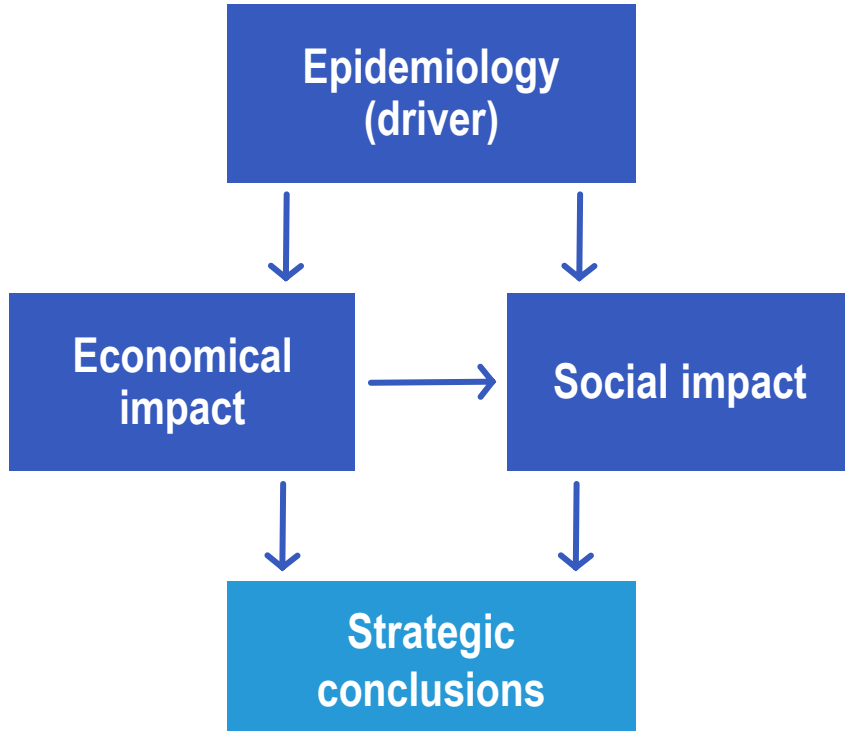 Epidemiology
(driver)
Economical
impact
Social impact
Strategic
conclusions